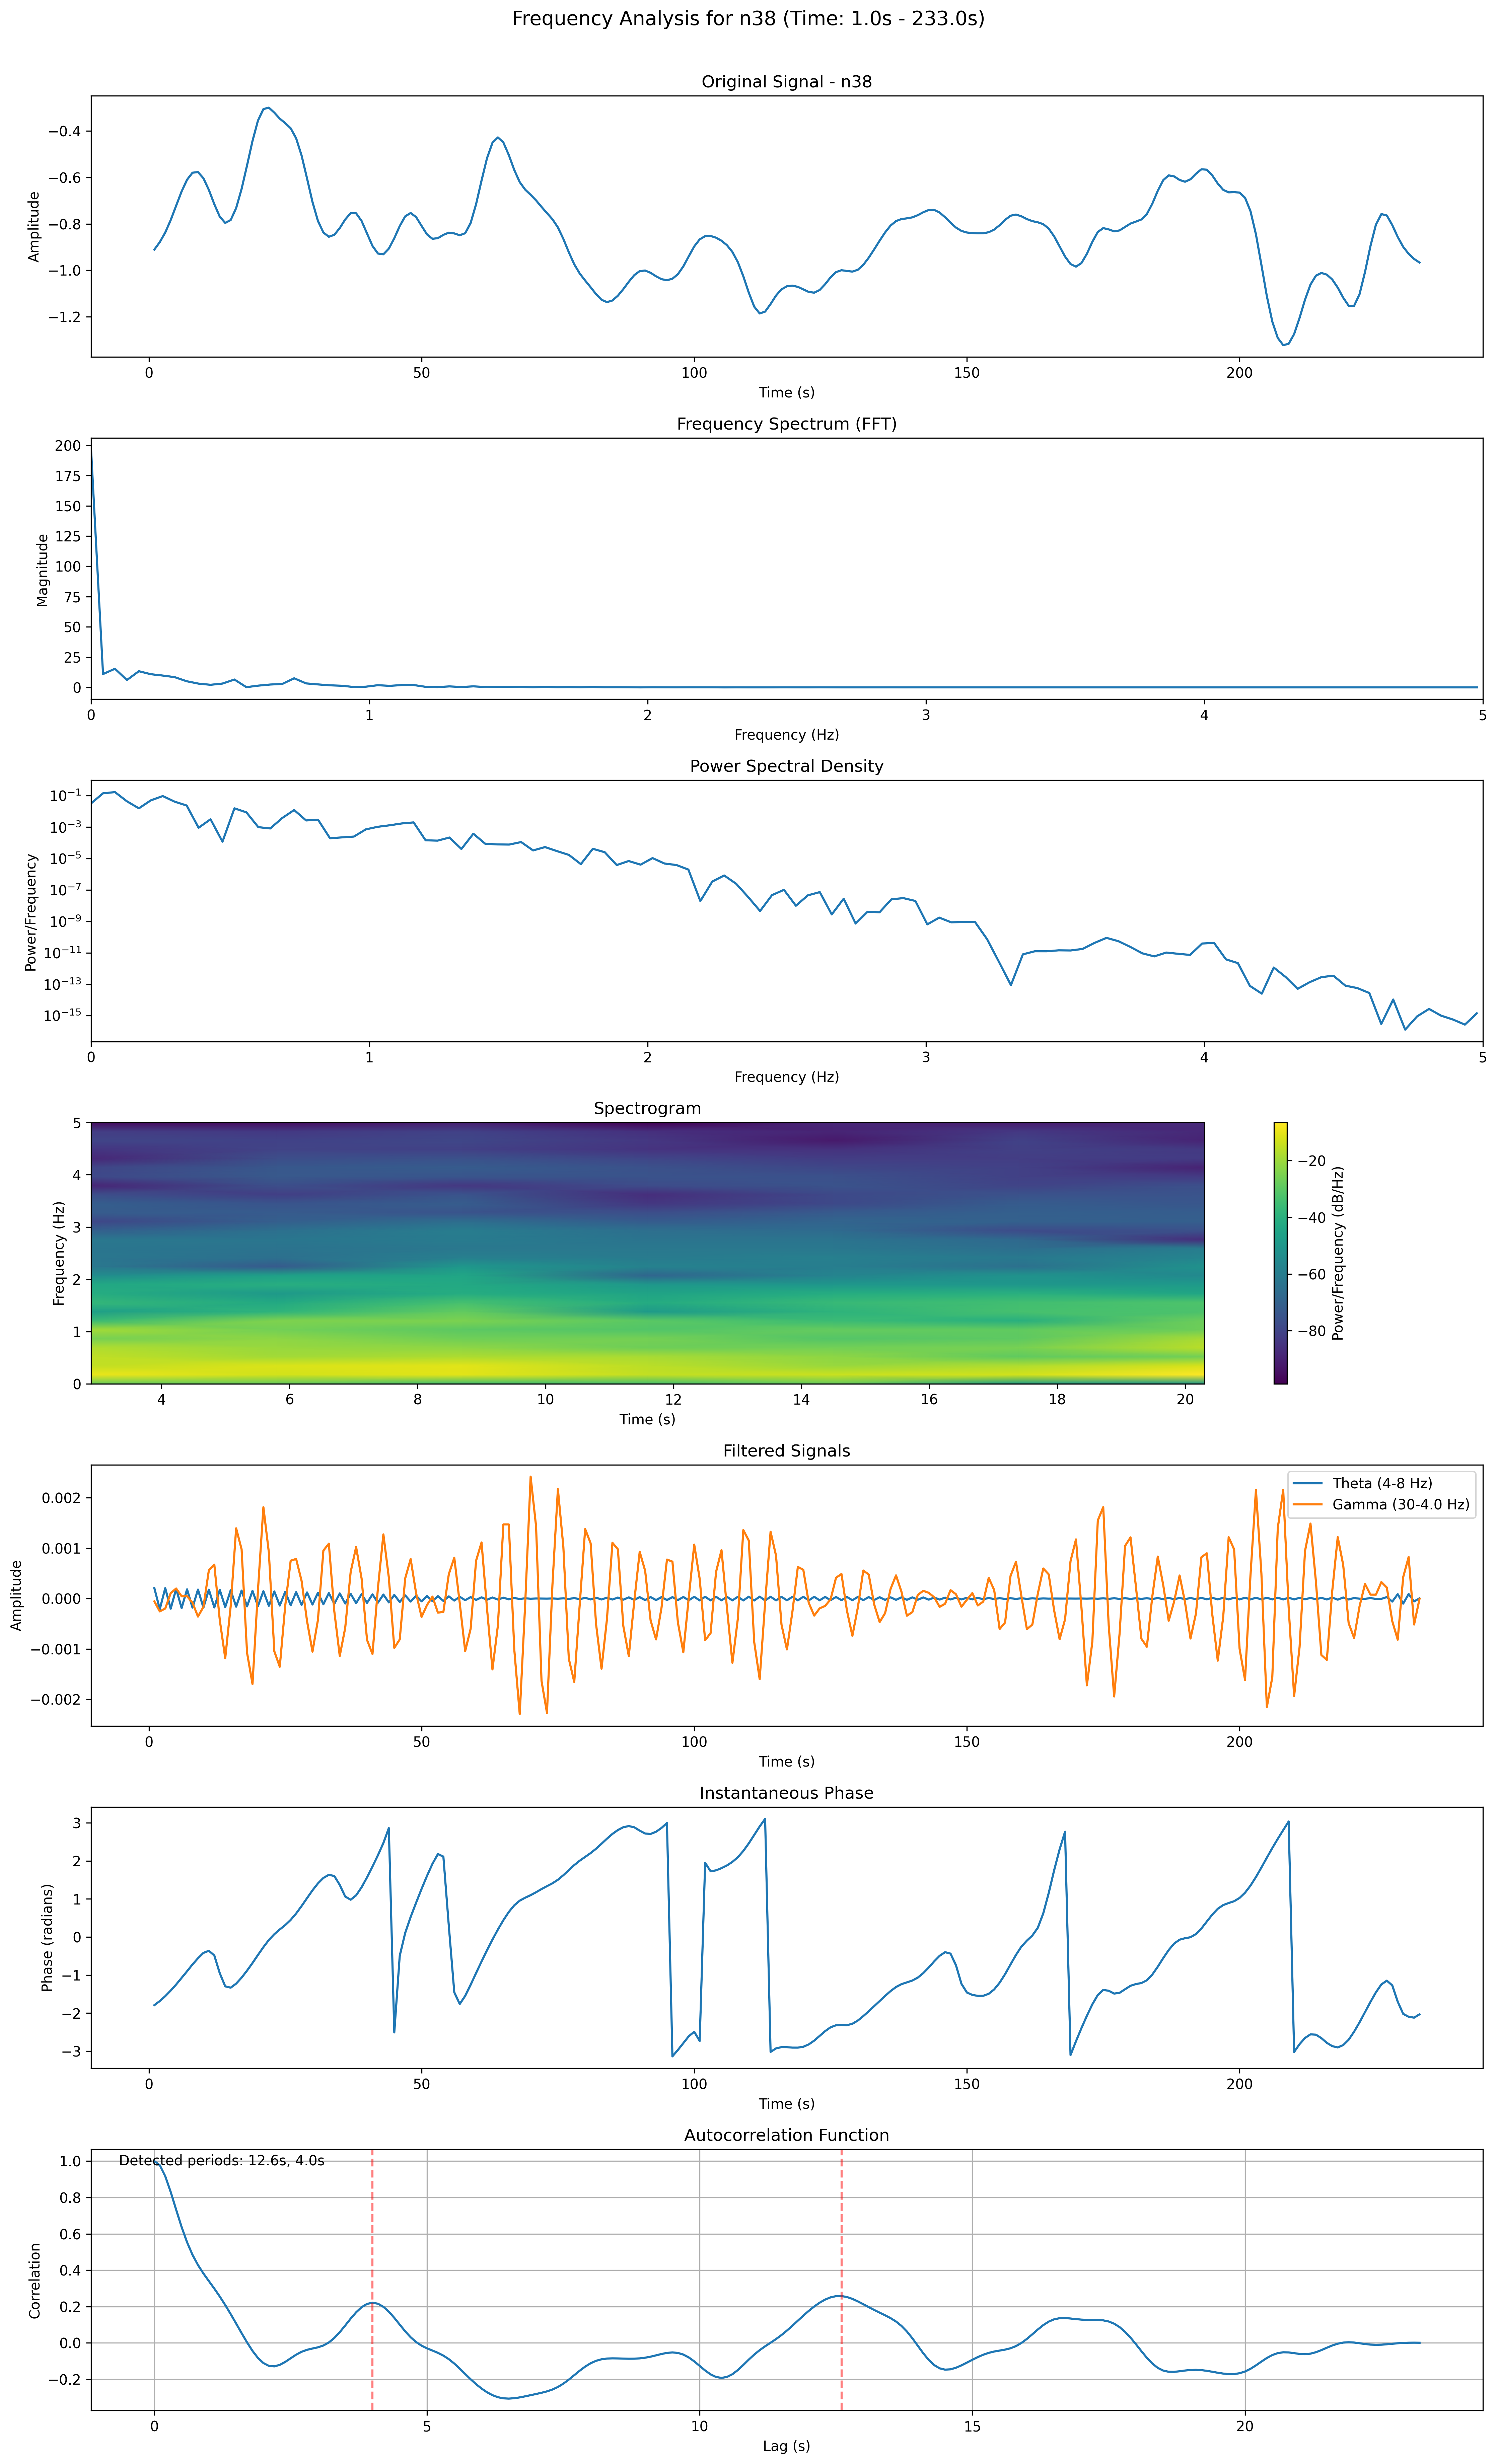 Frequency Analysis for n38 (Time: 1.0s - 233.0s)
Original Signal - n38
Amplitude
−0.4
−0.6
−0.8
−1.0
−1.2
0 50 100 150 200
Time (s)
Frequency Spectrum (FFT)
Magnitude
200
175
150
125
100
75
50
25
0
0 1 2 3 4 5
Frequency (Hz)
Power Spectral Density
Power/Frequency
10⁻¹
10⁻³
10⁻⁵
10⁻⁷
10⁻⁹
10⁻¹¹
10⁻¹³
10⁻¹⁵
0 1 2 3 4 5
Frequency (Hz)
Spectrogram
Frequency (Hz)
5
4
3
2
1
0
4 6 8 10 12 14 16 18 20
Time (s)
−20
−40
−60
−80
Power/Frequency (dB/Hz)
Filtered Signals
Amplitude
0.002
0.001
0.000
−0.001
−0.002
Theta (4-8 Hz)
Gamma (30-4.0 Hz)
0 50 100 150 200
Time (s)
Instantaneous Phase
Phase (radians)
3
2
1
0
−1
−2
−3
0 50 100 150 200
Time (s)
Autocorrelation Function
Detected periods: 12.6s, 4.0s
Correlation
1.0
0.8
0.6
0.4
0.2
0.0
−0.2
0 5 10 15 20
Lag (s)